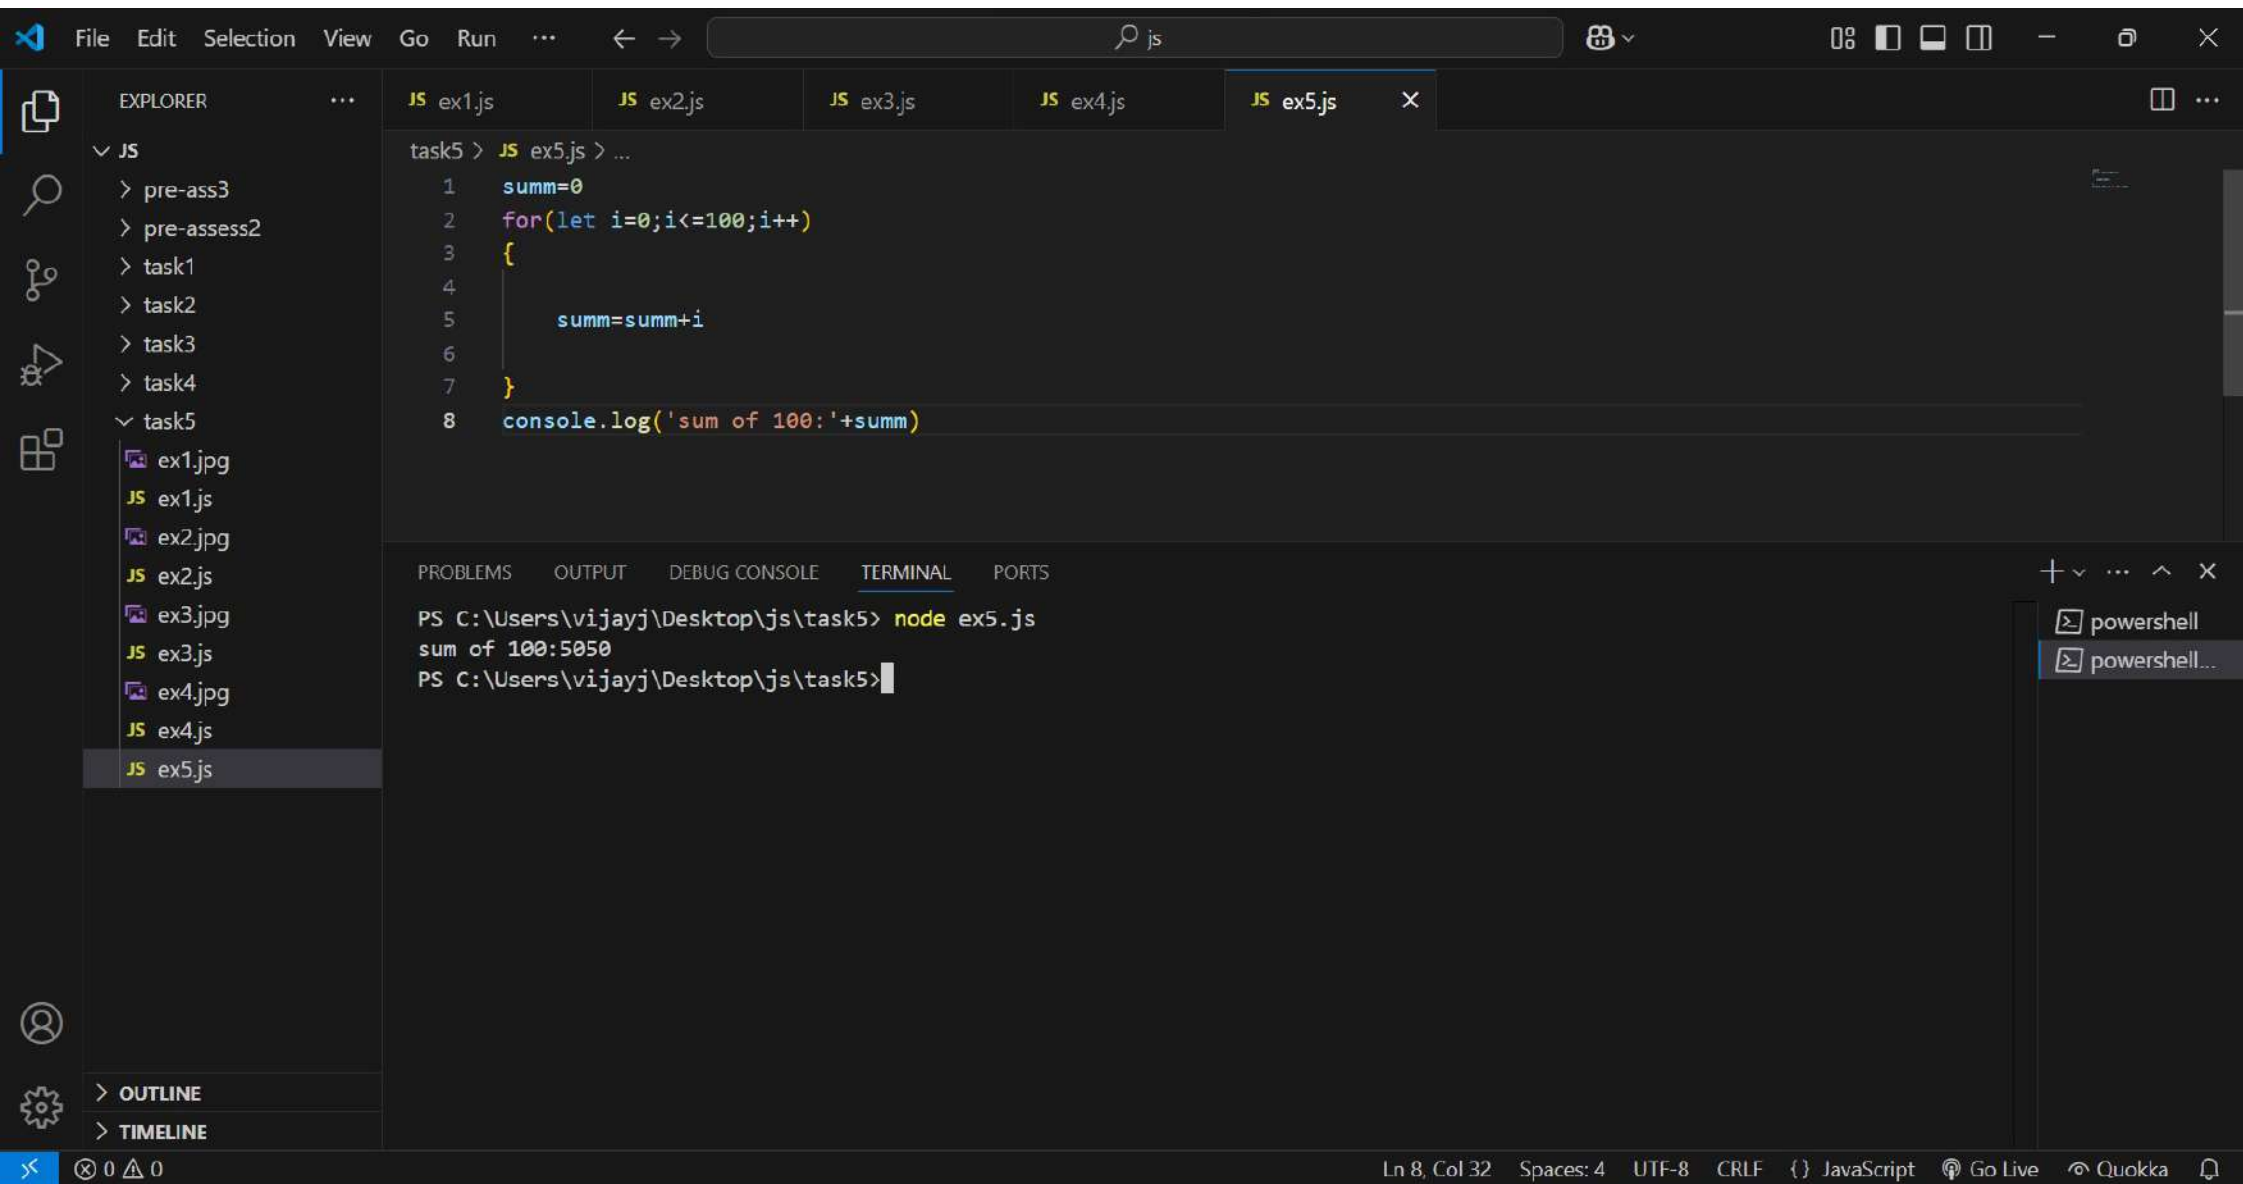 File Edit Selection View Go Run ··· ← → js
EXPLORER ···
JS ex1.js
JS ex2.js
JS ex3.js
JS ex4.js
JS ex5.js
JS
pre-ass3
pre-assess2
task1
task2
task3
task4
task5
ex1.jpg
JS ex1.js
ex2.jpg
JS ex2.js
ex3.jpg
JS ex3.js
ex4.jpg
JS ex4.js
JS ex5.js
OUTLINE
TIMELINE
task5 > JS ex5.js > ...
1 summ=0
2 for(let i=0;i<=100;i++)
3 {
4
5 summ=summ+i
6
7 }
8 console.log('sum of 100:'+summ)
PROBLEMS OUTPUT DEBUG CONSOLE TERMINAL PORTS
PS C:\Users\vijayj\Desktop\js\task5> node ex5.js
sum of 100:5050
PS C:\Users\vijayj\Desktop\js\task5>
powershell
powershell...
0 0 Ln 8, Col 32 Spaces: 4 UTF-8 CRLF {} JavaScript Go Live Quokka